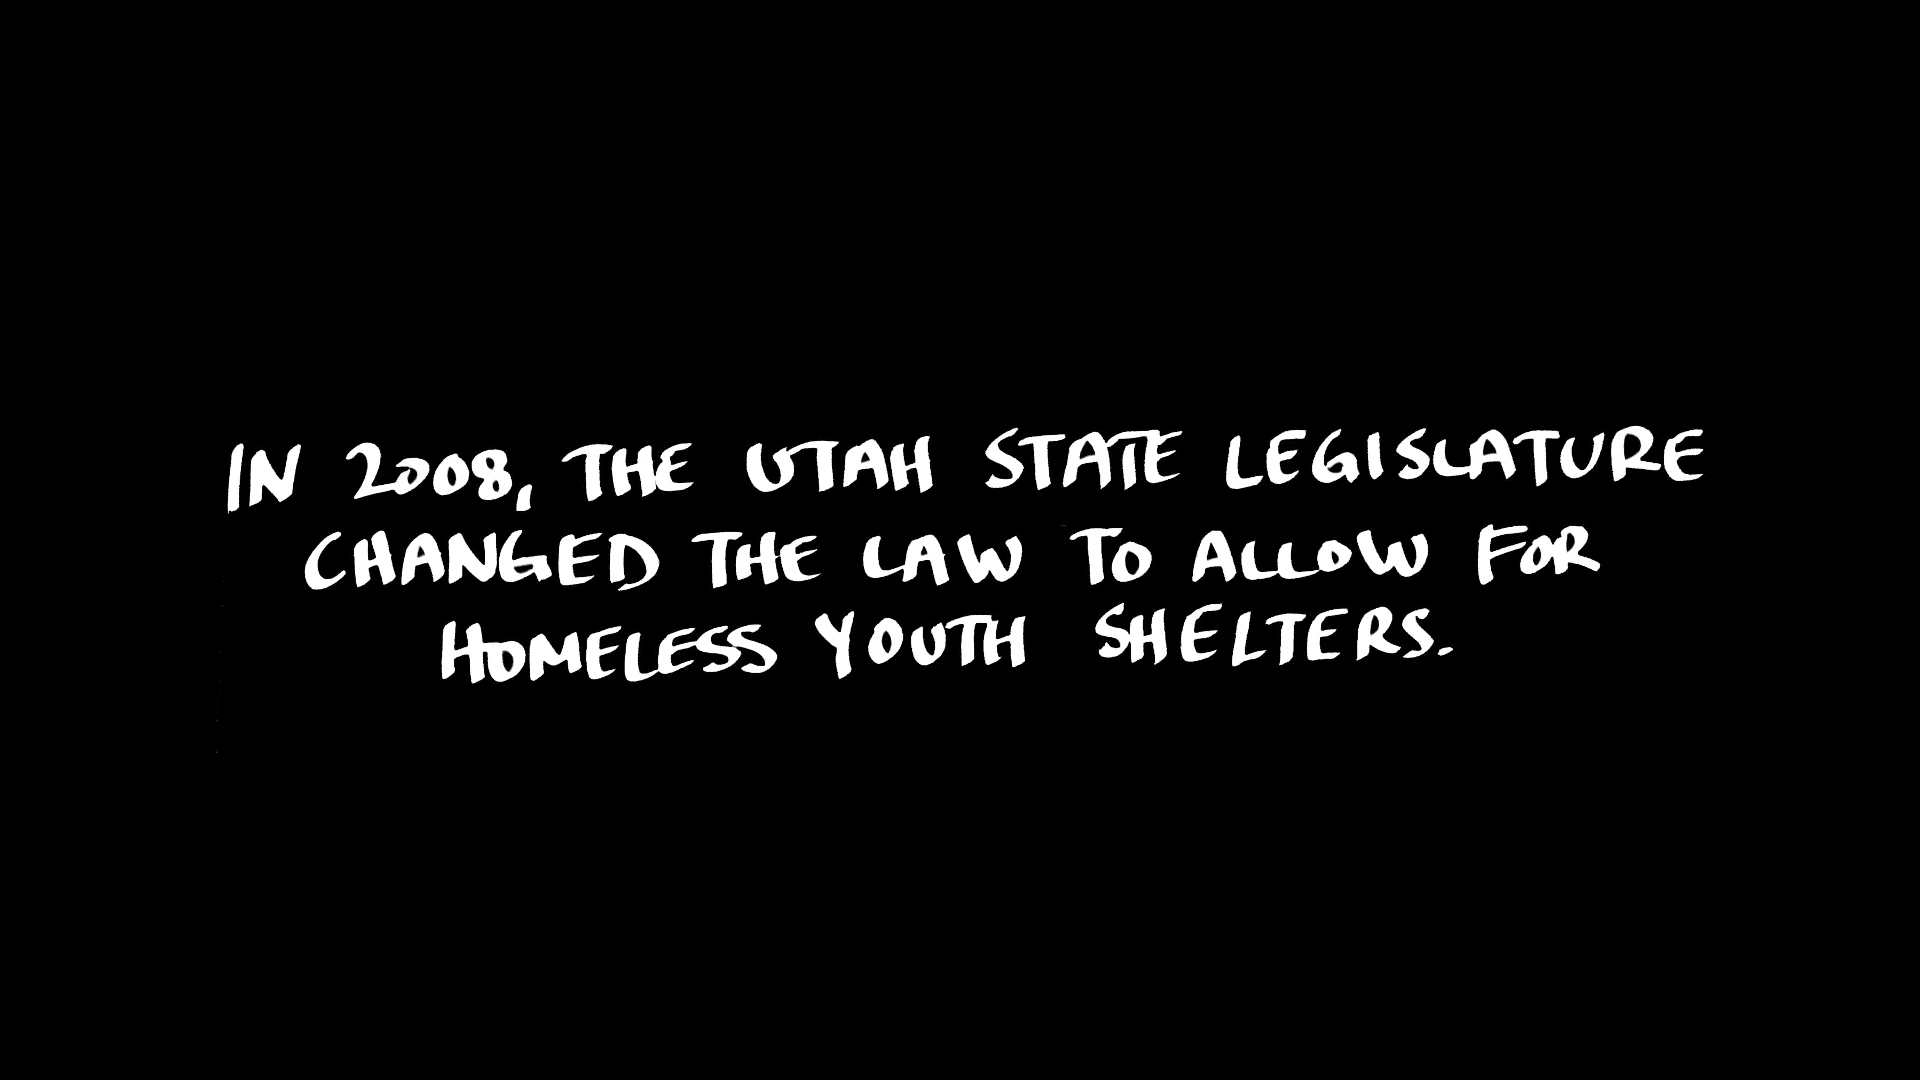 IN 2008, THE UTAH STATE LEGISLATURE
CHANGED THE LAW TO ALLOW FOR
HOMELESS YOUTH SHELTERS.